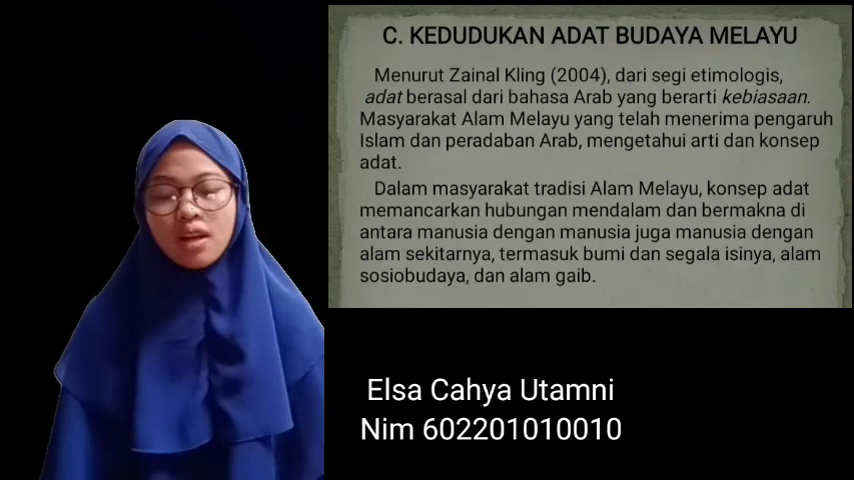 C. KEDUDUKAN ADAT BUDAYA MELAYU
Menurut Zainal Kling (2004), dari segi etimologis,
adat berasal dari bahasa Arab yang berarti kebiasaan.
Masyarakat Alam Melayu yang telah menerima pengaruh
Islam dan peradaban Arab, mengetahui arti dan konsep
adat.
Dalam masyarakat tradisi Alam Melayu, konsep adat
memancarkan hubungan mendalam dan bermakna di
antara manusia dengan manusia juga manusia dengan
alam sekitarnya, termasuk bumi dan segala isinya, alam
sosiobudaya, dan alam gaib.
Elsa Cahya Utamni
Nim 602201010010